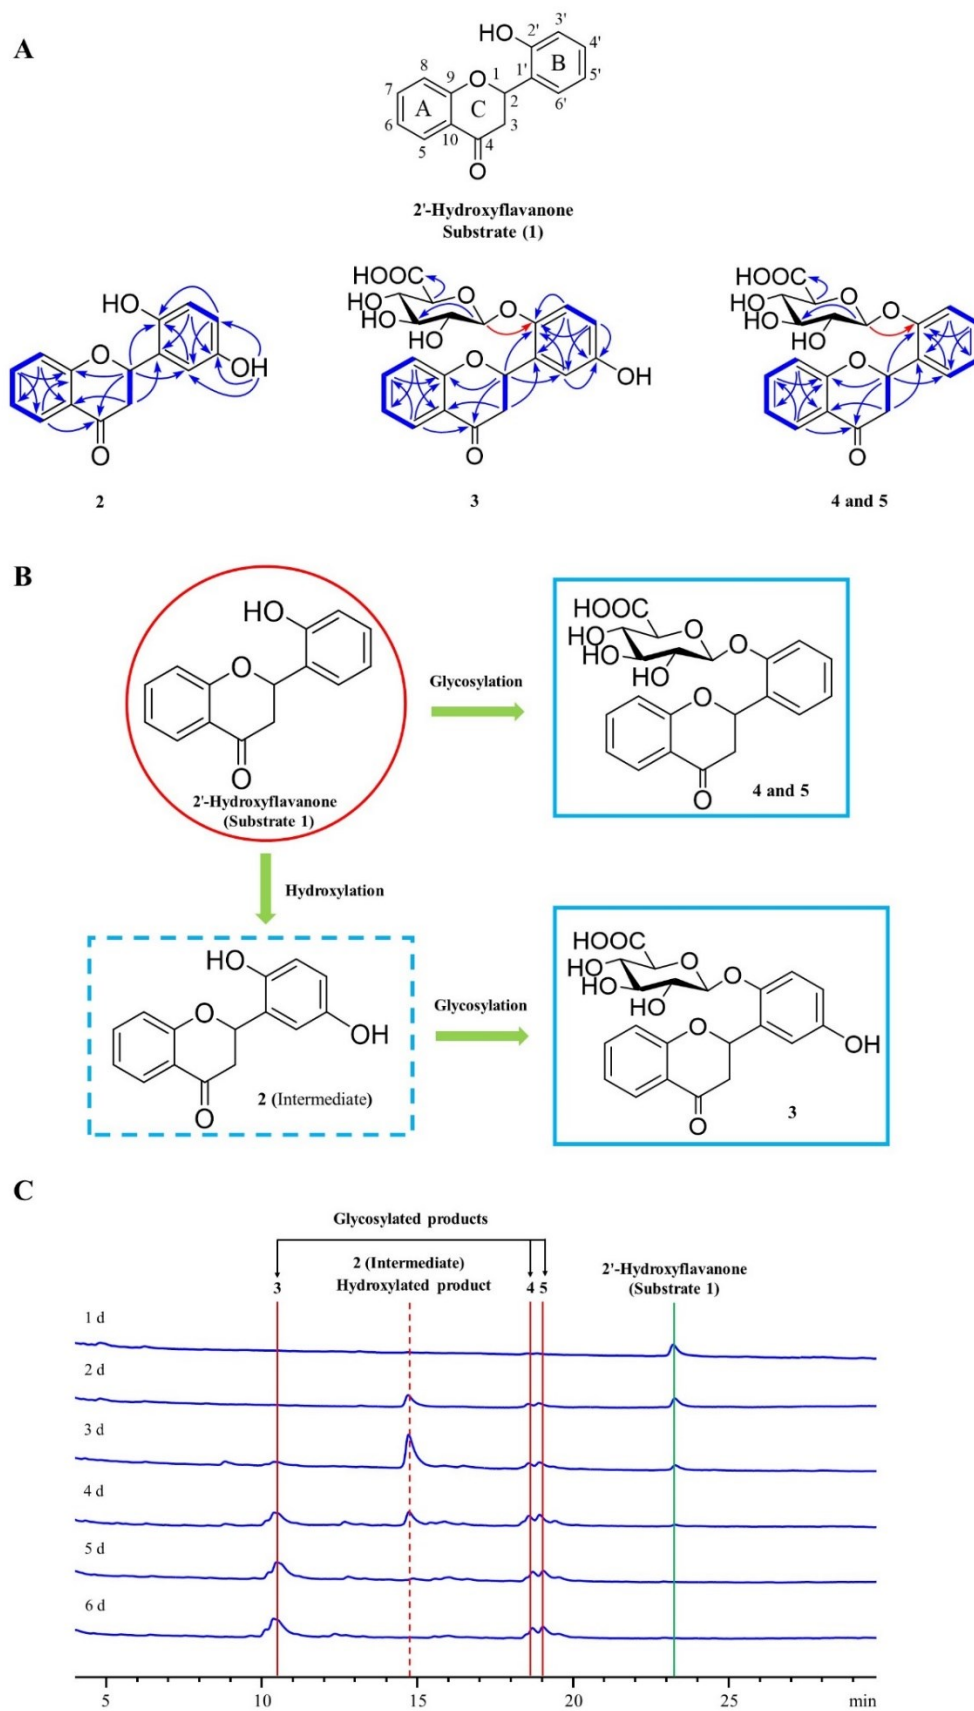 A
HO
2'
3'
4'
B
1'
5'
6'
8
9
O
1
7
A
C
2
6
3
10
4
5
O
2'-Hydroxyflavanone
Substrate (1)
HO
O
OH
O
2
HOOC
HO
HO
HO
O
O
O
OH
O
3
HOOC
HO
HO
HO
O
O
O
O
4 and 5
B
HO
O
O
2'-Hydroxyflavanone
(Substrate 1)
Glycosylation
HOOC
HO
HO
HO
O
O
O
O
4 and 5
Hydroxylation
HO
O
OH
O
2 (Intermediate)
Glycosylation
HOOC
HO
HO
HO
O
O
O
OH
O
3
C
Glycosylated products
2 (Intermediate)
Hydroxylated product
3
4
5
2'-Hydroxyflavanone
(Substrate 1)
1 d
2 d
3 d
4 d
5 d
6 d
5 10 15 20 25 min